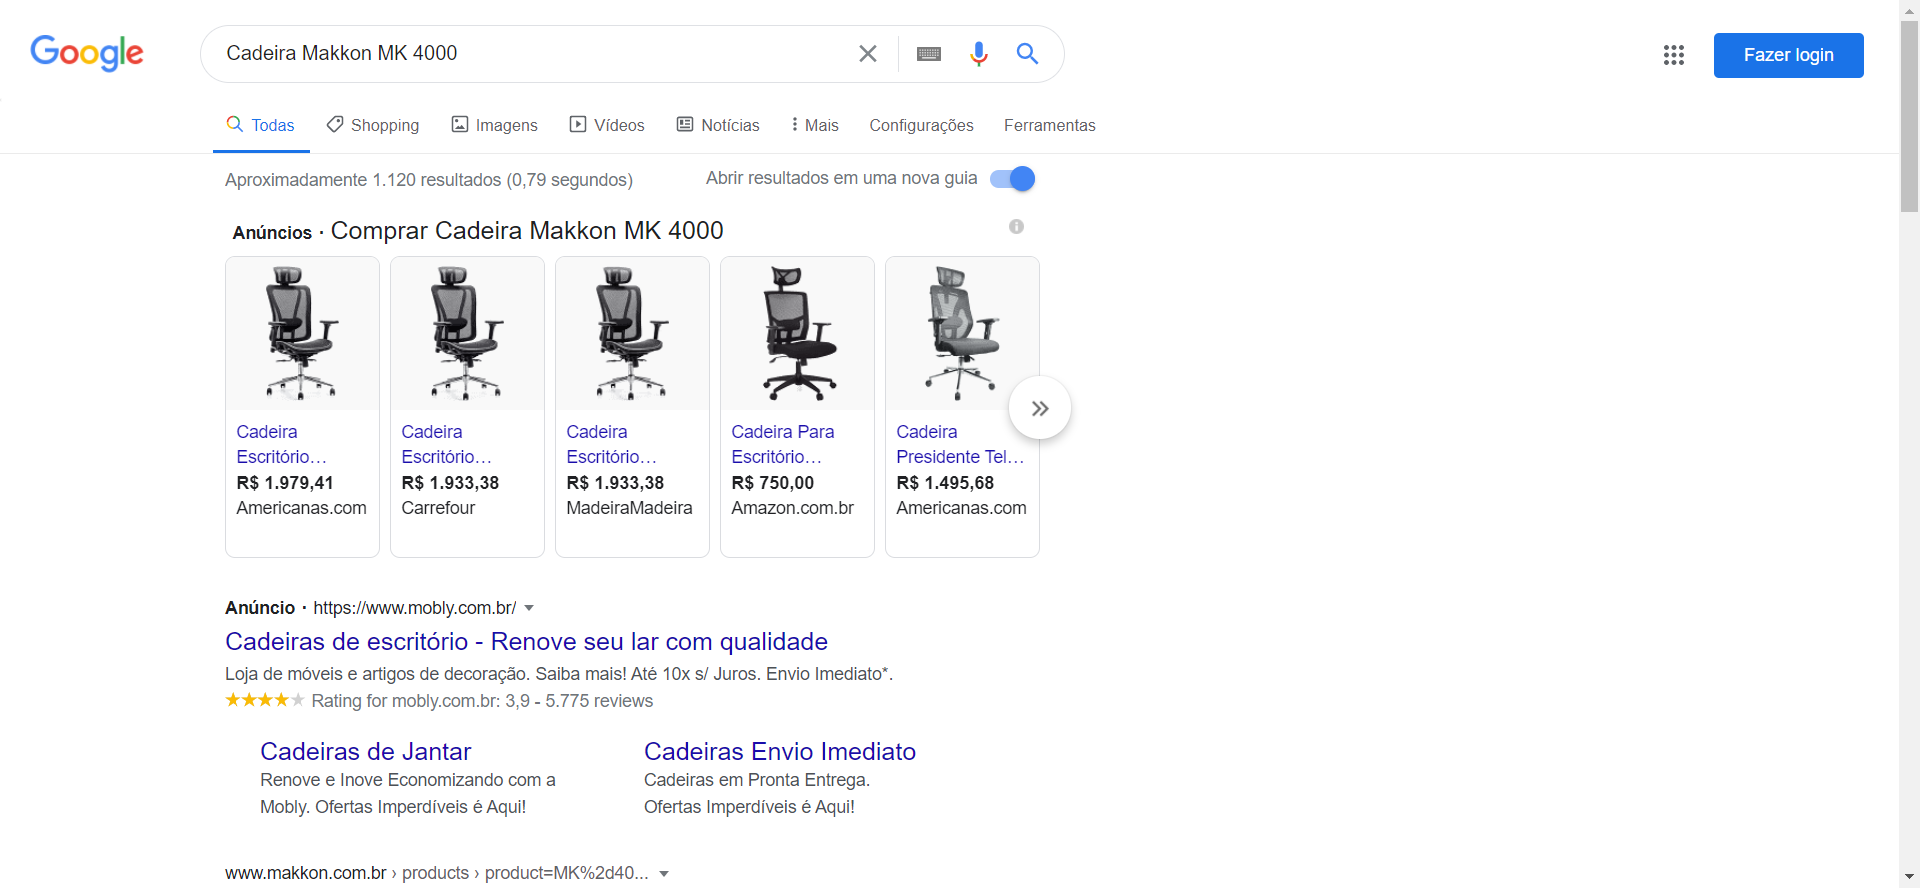 Google
Cadeira Makkon MK 4000
Fazer login
Todas
Shopping
Imagens
Vídeos
Notícias
Mais
Configurações
Ferramentas
Aproximadamente 1.120 resultados (0,79 segundos)
Abrir resultados em uma nova guia
Anúncios · Comprar Cadeira Makkon MK 4000
Cadeira
Escritório…
R$ 1.979,41
Americanas.com
Cadeira
Escritório…
R$ 1.933,38
Carrefour
Cadeira
Escritório…
R$ 1.933,38
MadeiraMadeira
Cadeira Para
Escritório…
R$ 750,00
Amazon.com.br
Cadeira
Presidente Tel…
R$ 1.495,68
Americanas.com
Anúncio · https://www.mobly.com.br/
Cadeiras de escritório - Renove seu lar com qualidade
Loja de móveis e artigos de decoração. Saiba mais! Até 10x s/ Juros. Envio Imediato*.
Rating for mobly.com.br: 3,9 - 5.775 reviews
Cadeiras de Jantar
Renove e Inove Economizando com a
Mobly. Ofertas Imperdíveis é Aqui!
Cadeiras Envio Imediato
Cadeiras em Pronta Entrega.
Ofertas Imperdíveis é Aqui!
www.makkon.com.br › products › product=MK%2d40...